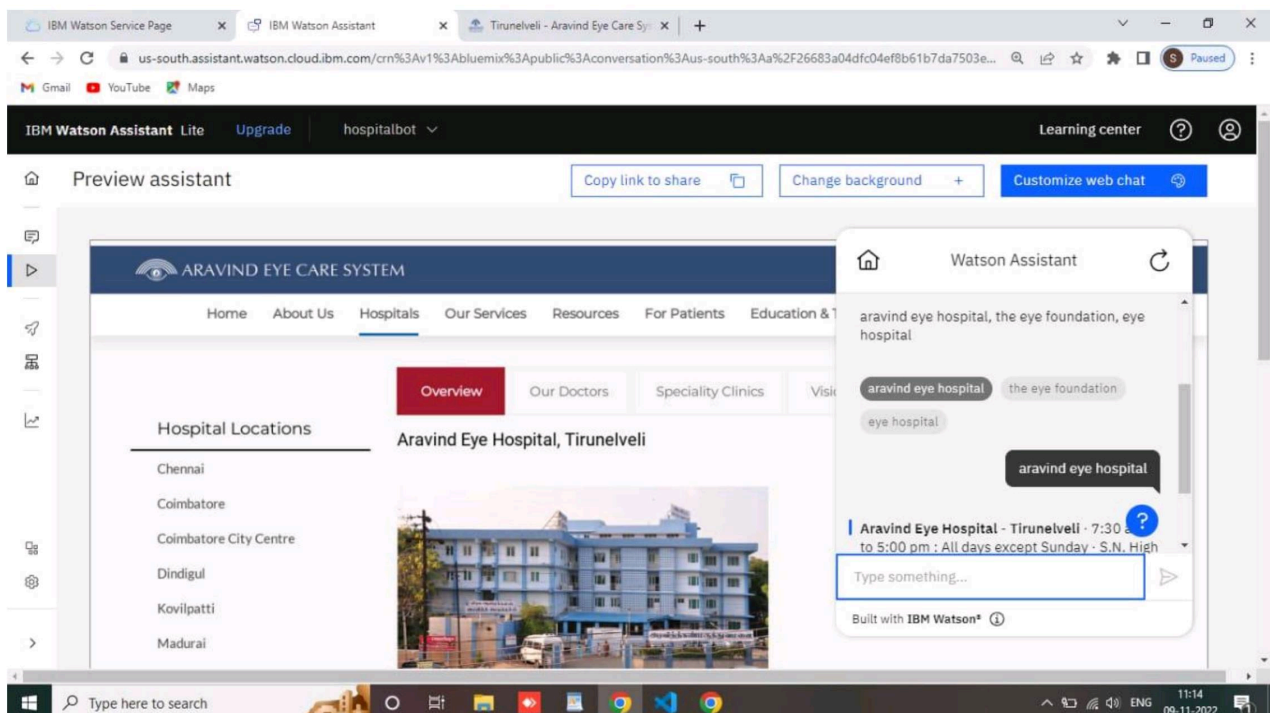 IBM Watson Service Page
IBM Watson Assistant
Tirunelveli - Aravind Eye Care Sy
us-south.assistant.watson.cloud.ibm.com/crn%3Av1%3Abluemix%3Apublic%3Aconversation%3Aus-south%3Aa%2F26683a04dfc04ef8b61b7da7503e...
S Paused
Gmail YouTube Maps
IBM Watson Assistant Lite Upgrade hospitalbot Learning center
Preview assistant Copy link to share Change background + Customize web chat
ARAVIND EYE CARE SYSTEM
Home About Us Hospitals Our Services Resources For Patients Education & T
Overview Our Doctors Speciality Clinics Visi
Hospital Locations
Chennai
Coimbatore
Coimbatore City Centre
Dindigul
Kovilpatti
Madurai
Aravind Eye Hospital, Tirunelveli
Watson Assistant
aravind eye hospital, the eye foundation, eye
hospital
aravind eye hospital the eye foundation
eye hospital
aravind eye hospital
Aravind Eye Hospital - Tirunelveli · 7:30 a
to 5:00 pm : All days except Sunday · S.N. High
?
Type something...
Built with IBM Watson®
Type here to search
ENG
11:14
09-11-2022
1